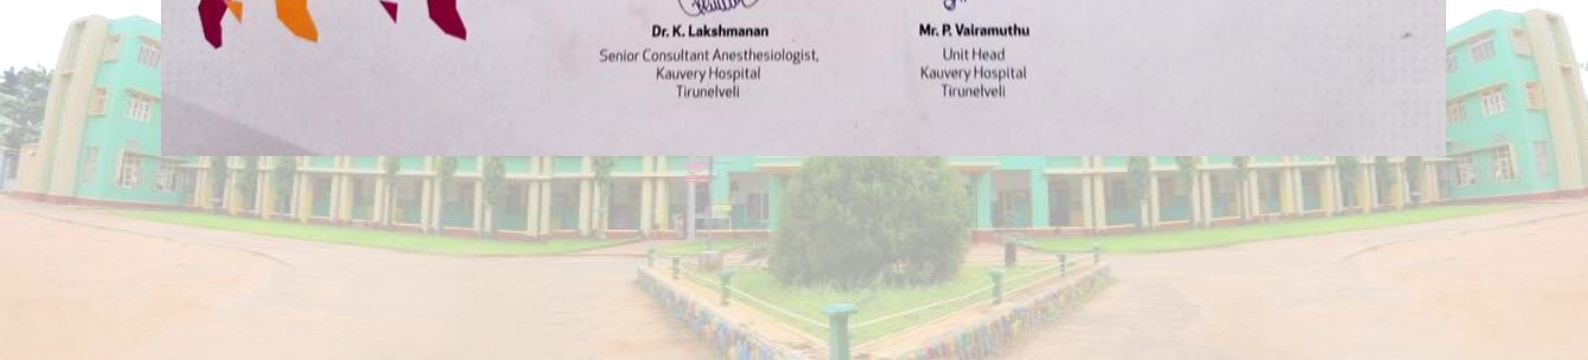 Dr. K. Lakshmanan
Senior Consultant Anesthesiologist,
Kauvery Hospital
Tirunelveli
Mr. P. Vairamuthu
Unit Head
Kauvery Hospital
Tirunelveli